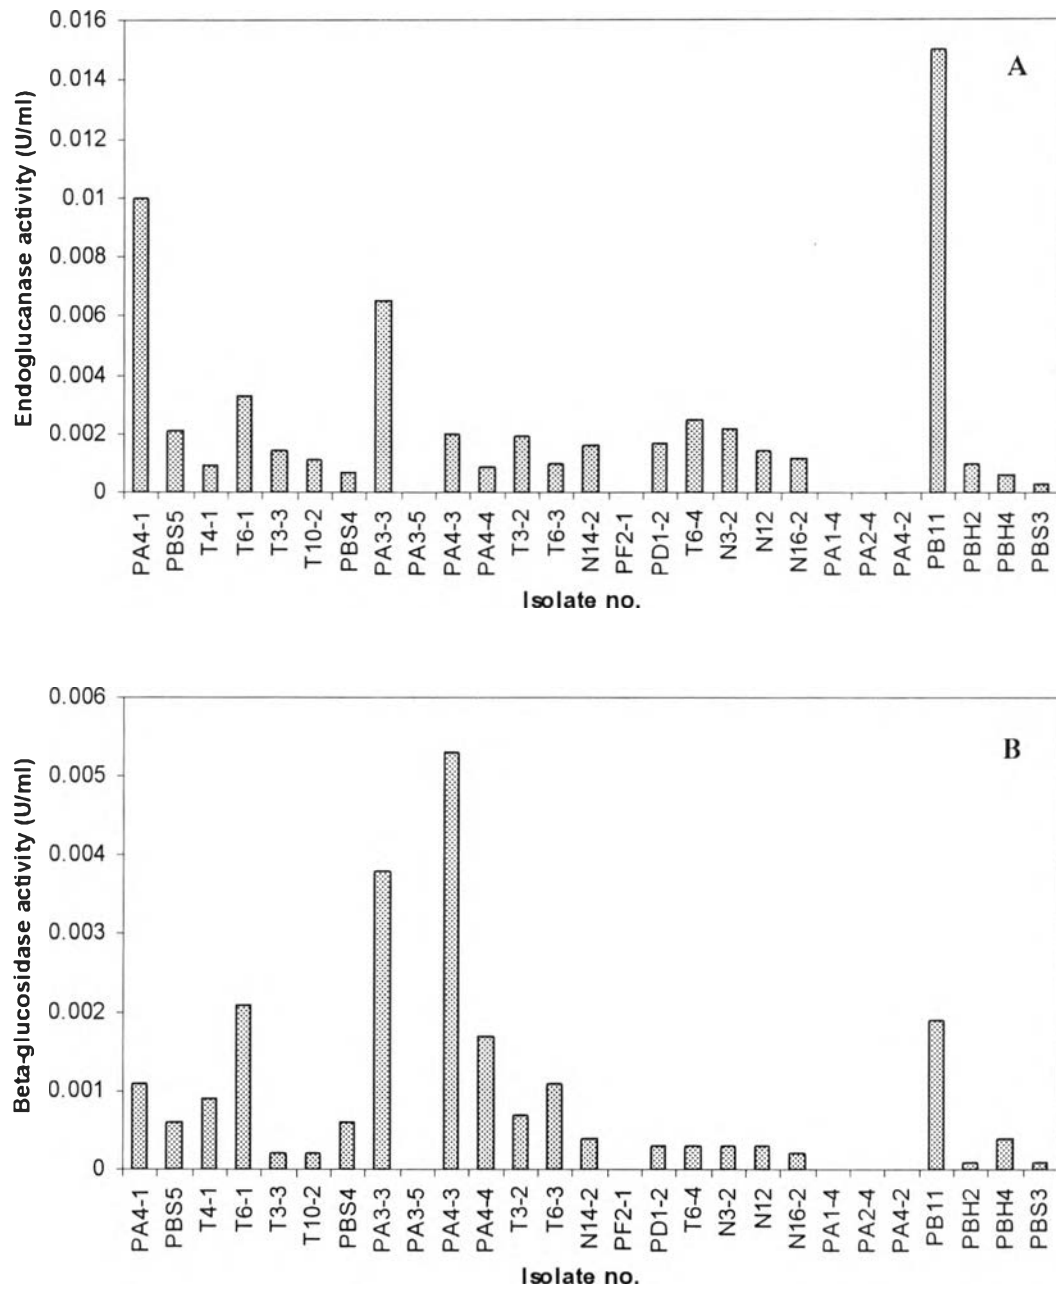 A
Endoglucanase activity (U/ml)
0.016
0.014
0.012
0.01
0.008
0.006
0.004
0.002
0
PA4-1 PBS5 T4-1 T6-1 T3-3 T10-2 PBS4 PA3-3 PA3-5 PA4-3 PA4-4 T3-2 T6-3 N14-2 PF2-1 PD1-2 T6-4 N3-2 N12 N16-2 PA1-4 PA2-4 PA4-2 PB11 PBH2 PBH4 PBS3
Isolate no.
B
Beta-glucosidase activity (U/ml)
0.006
0.005
0.004
0.003
0.002
0.001
0
PA4-1 PBS5 T4-1 T6-1 T3-3 T10-2 PBS4 PA3-3 PA3-5 PA4-3 PA4-4 T3-2 T6-3 N14-2 PF2-1 PD1-2 T6-4 N3-2 N12 N16-2 PA1-4 PA2-4 PA4-2 PB11 PBH2 PBH4 PBS3
Isolate no.